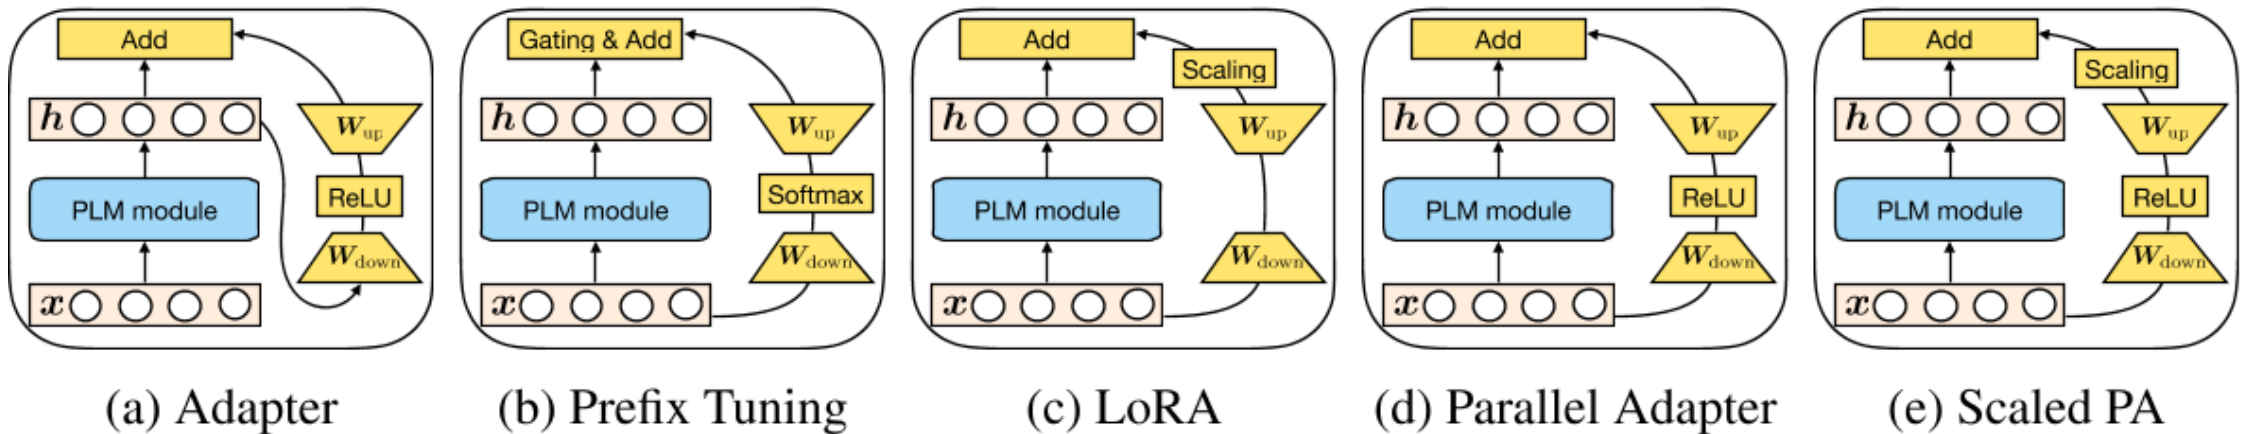 Add
h
W_up
ReLU
PLM module
W_down
x
(a) Adapter
Gating & Add
h
W_up
Softmax
PLM module
W_down
x
(b) Prefix Tuning
Add
Scaling
h
W_up
PLM module
W_down
x
(c) LoRA
Add
h
W_up
ReLU
PLM module
W_down
x
(d) Parallel Adapter
Add
Scaling
h
W_up
ReLU
PLM module
W_down
x
(e) Scaled PA